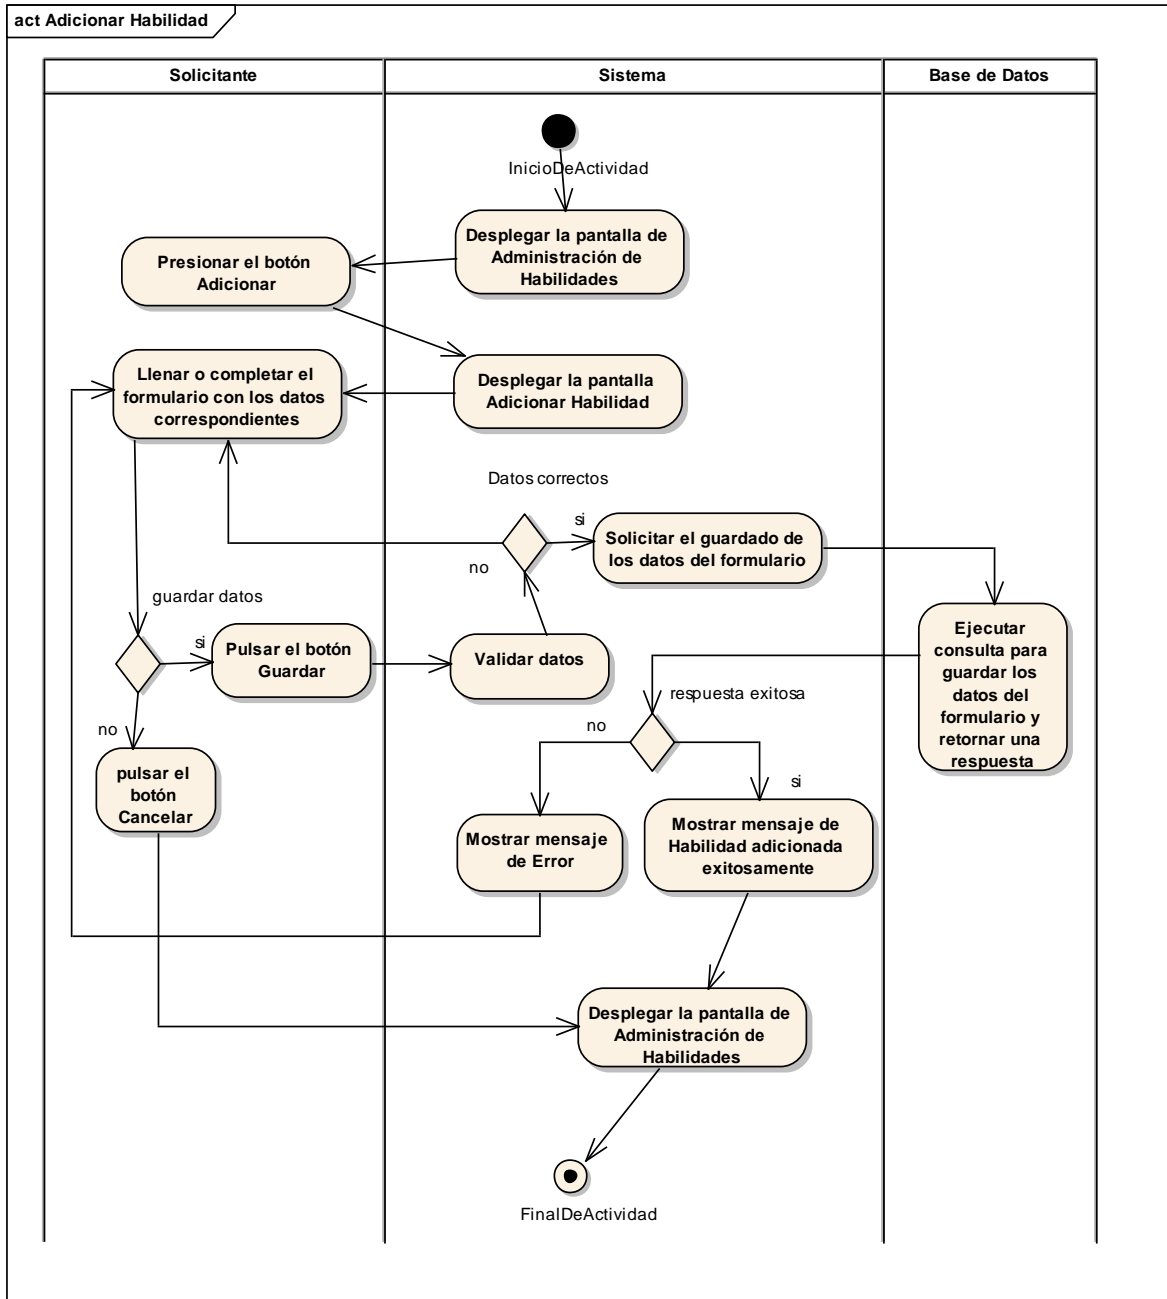 act Adicionar Habilidad
Solicitante
Sistema
Base de Datos
InicioDeActividad
Desplegar la pantalla de
Administración de
Habilidades
Presionar el botón
Adicionar
Llenar o completar el
formulario con los datos
correspondientes
Desplegar la pantalla
Adicionar Habilidad
Datos correctos
si
no
Solicitar el guardado de
los datos del formulario
guardar datos
si
no
Pulsar el botón
Guardar
Validar datos
Ejecutar
consulta para
guardar los
datos del
formulario y
retornar una
respuesta
respuesta exitosa
no
si
pulsar el
botón
Cancelar
Mostrar mensaje
de Error
Mostrar mensaje de
Habilidad adicionada
exitosamente
Desplegar la pantalla de
Administración de
Habilidades
FinalDeActividad